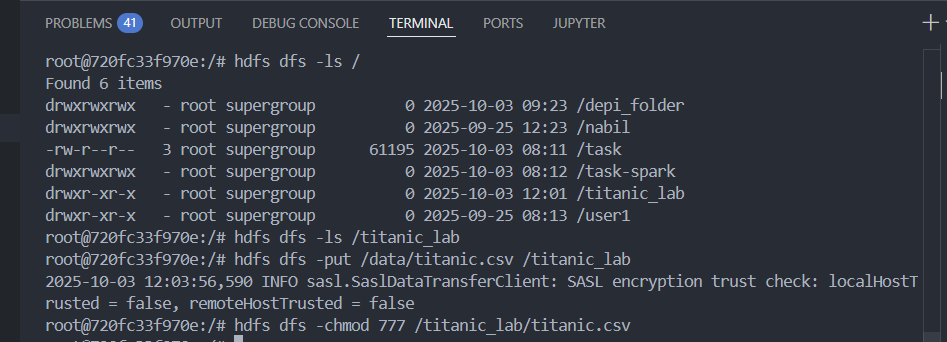 PROBLEMS 41 OUTPUT DEBUG CONSOLE TERMINAL PORTS JUPYTER
root@720fc33f970e:/# hdfs dfs -ls /
Found 6 items
drwxrwxrwx   - root supergroup          0 2025-10-03 09:23 /depi_folder
drwxrwxrwx   - root supergroup          0 2025-09-25 12:23 /nabil
-rw-r--r--   3 root supergroup      61195 2025-10-03 08:11 /task
drwxrwxrwx   - root supergroup          0 2025-10-03 08:12 /task-spark
drwxr-xr-x   - root supergroup          0 2025-10-03 12:01 /titanic_lab
drwxr-xr-x   - root supergroup          0 2025-09-25 08:13 /user1
root@720fc33f970e:/# hdfs dfs -ls /titanic_lab
root@720fc33f970e:/# hdfs dfs -put /data/titanic.csv /titanic_lab
2025-10-03 12:03:56,590 INFO sasl.SaslDataTransferClient: SASL encryption trust check: localHostT
rusted = false, remoteHostTrusted = false
root@720fc33f970e:/# hdfs dfs -chmod 777 /titanic_lab/titanic.csv